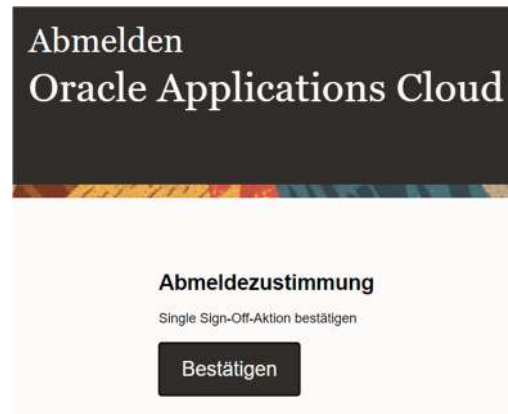 Abmelden
Oracle Applications Cloud
Abmeldezustimmung
Single Sign-Off-Aktion bestätigen
Bestätigen